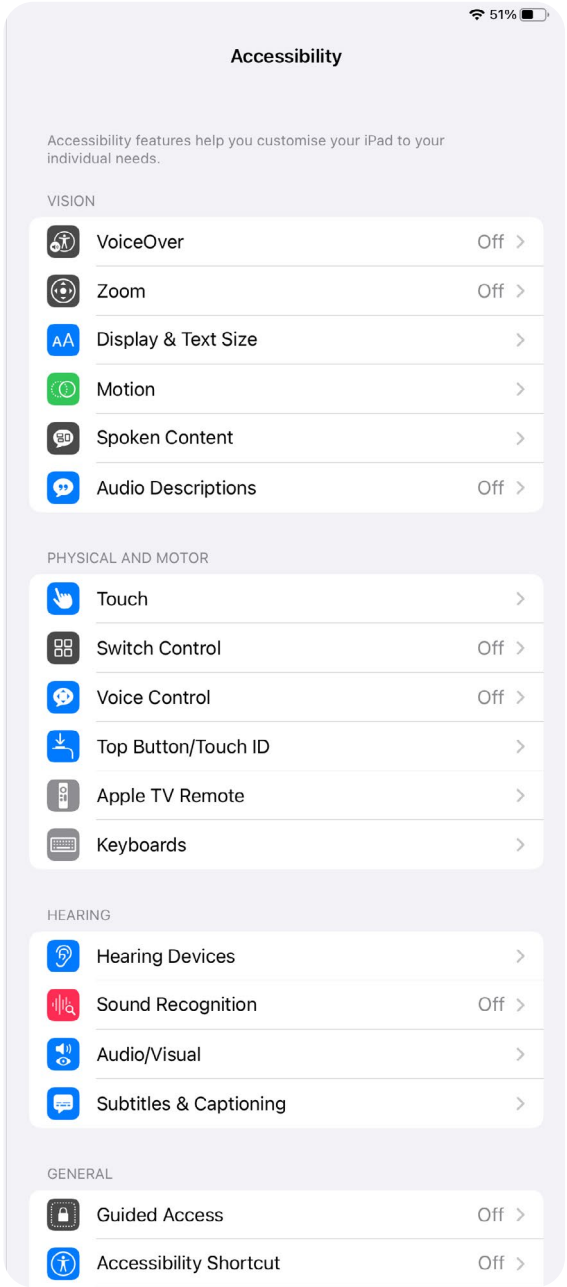 51%
Accessibility
Accessibility features help you customise your iPad to your
individual needs.
VISION
VoiceOver Off
Zoom Off
AA Display & Text Size
Motion
Spoken Content
Audio Descriptions Off
PHYSICAL AND MOTOR
Touch
Switch Control Off
Voice Control Off
Top Button/Touch ID
Apple TV Remote
Keyboards
HEARING
Hearing Devices
Sound Recognition Off
Audio/Visual
Subtitles & Captioning
GENERAL
Guided Access Off
Accessibility Shortcut Off